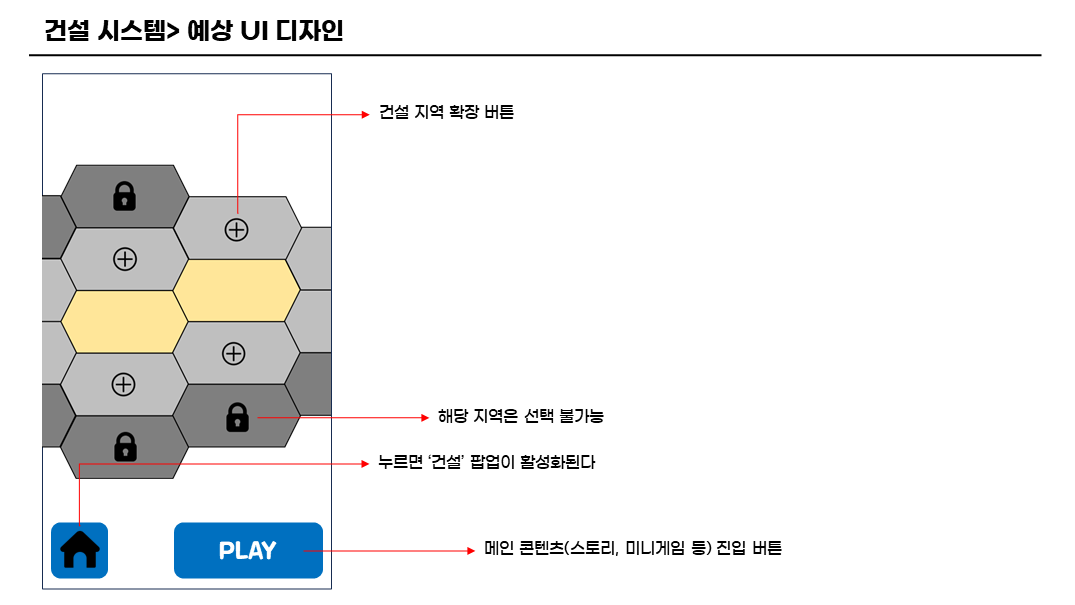 건설 시스템> 예상 UI 디자인
건설 지역 확장 버튼
해당 지역은 선택 불가능
누르면 ‘건설’ 팝업이 활성화된다
PLAY
메인 콘텐츠(스토리, 미니게임 등) 진입 버튼